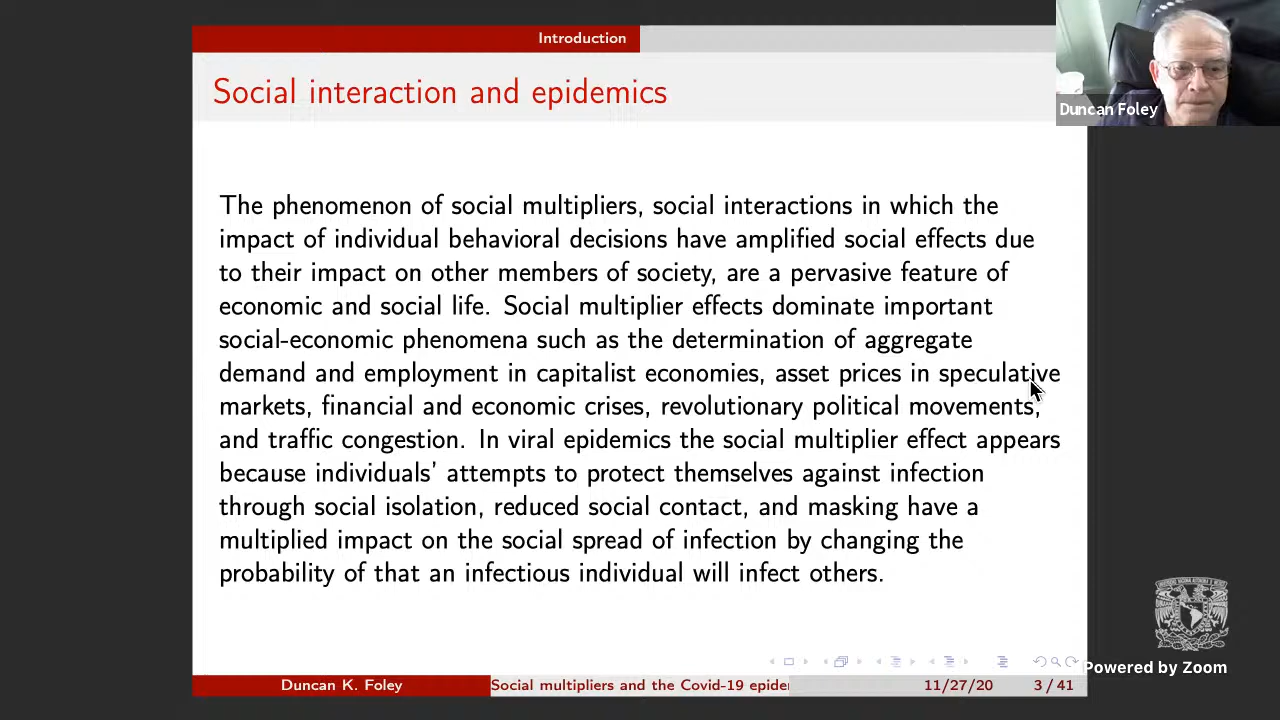 Introduction
Social interaction and epidemics
Duncan Foley
The phenomenon of social multipliers, social interactions in which the
impact of individual behavioral decisions have amplified social effects due
to their impact on other members of society, are a pervasive feature of
economic and social life. Social multiplier effects dominate important
social-economic phenomena such as the determination of aggregate
demand and employment in capitalist economies, asset prices in speculative
markets, financial and economic crises, revolutionary political movements,
and traffic congestion. In viral epidemics the social multiplier effect appears
because individuals' attempts to protect themselves against infection
through social isolation, reduced social contact, and masking have a
multiplied impact on the social spread of infection by changing the
probability of that an infectious individual will infect others.
Powered by Zoom
Duncan K. Foley
Social multipliers and the Covid-19 epide
11/27/20
3 / 41